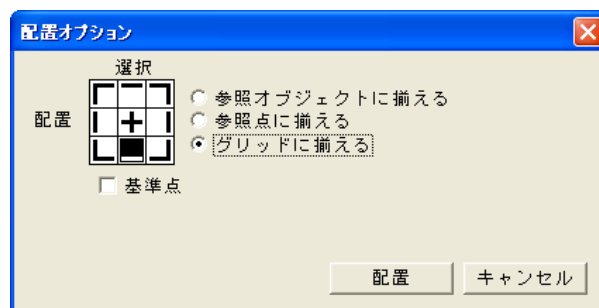 配置オプション
選択
配置
参照オブジェクトに揃える
参照点に揃える
グリッドに揃える
基準点
配置
キャンセル